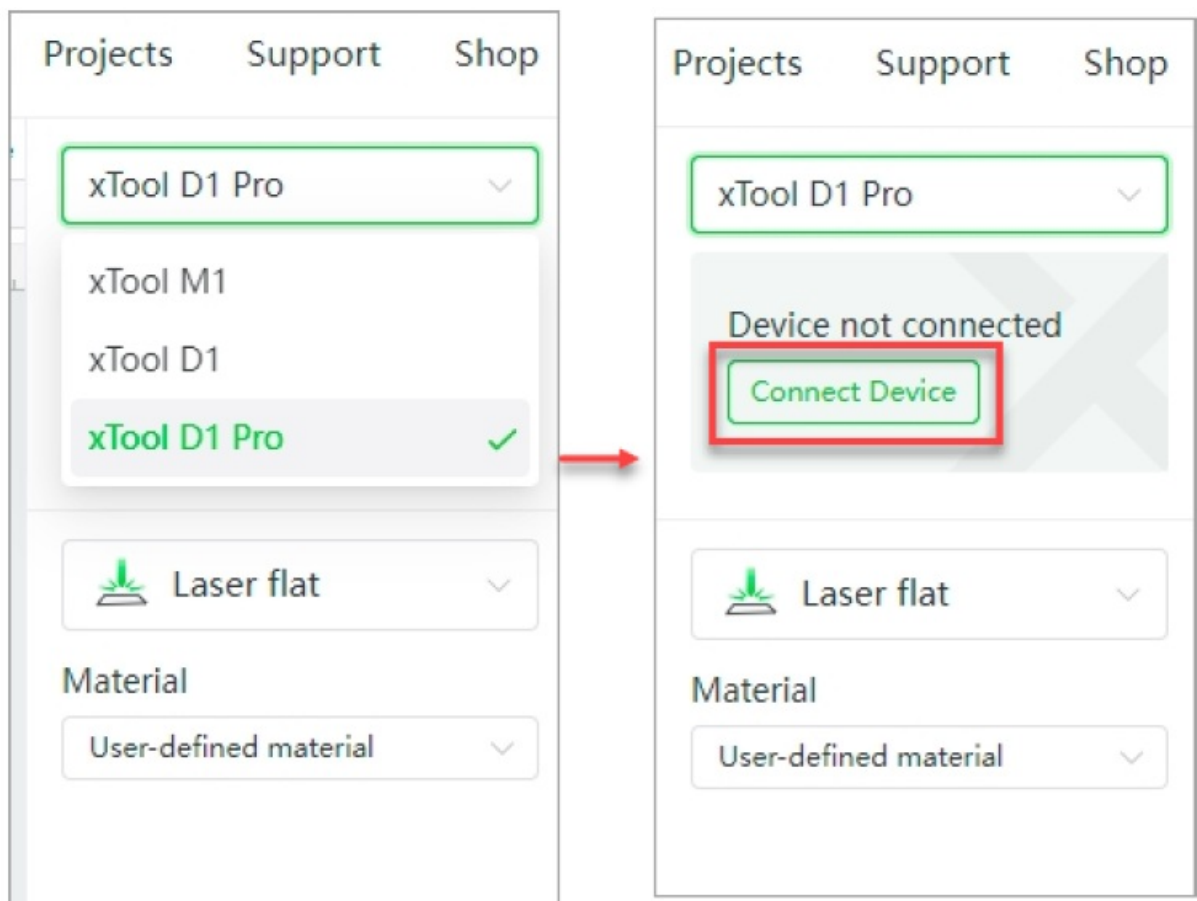 Projects Support Shop
xTool D1 Pro
xTool M1
xTool D1
xTool D1 Pro
Laser flat
Material
User-defined material
Projects Support Shop
xTool D1 Pro
Device not connected
Connect Device
Laser flat
Material
User-defined material